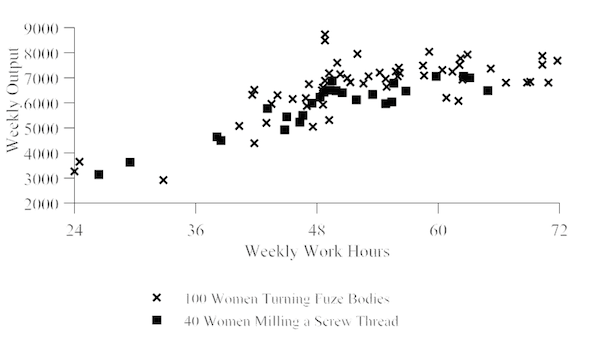 9000
8000
7000
6000
5000
4000
3000
2000
Weekly Output
24 36 48 60 72
Weekly Work Hours
100 Women Turning Fuze Bodies
40 Women Milling a Screw Thread